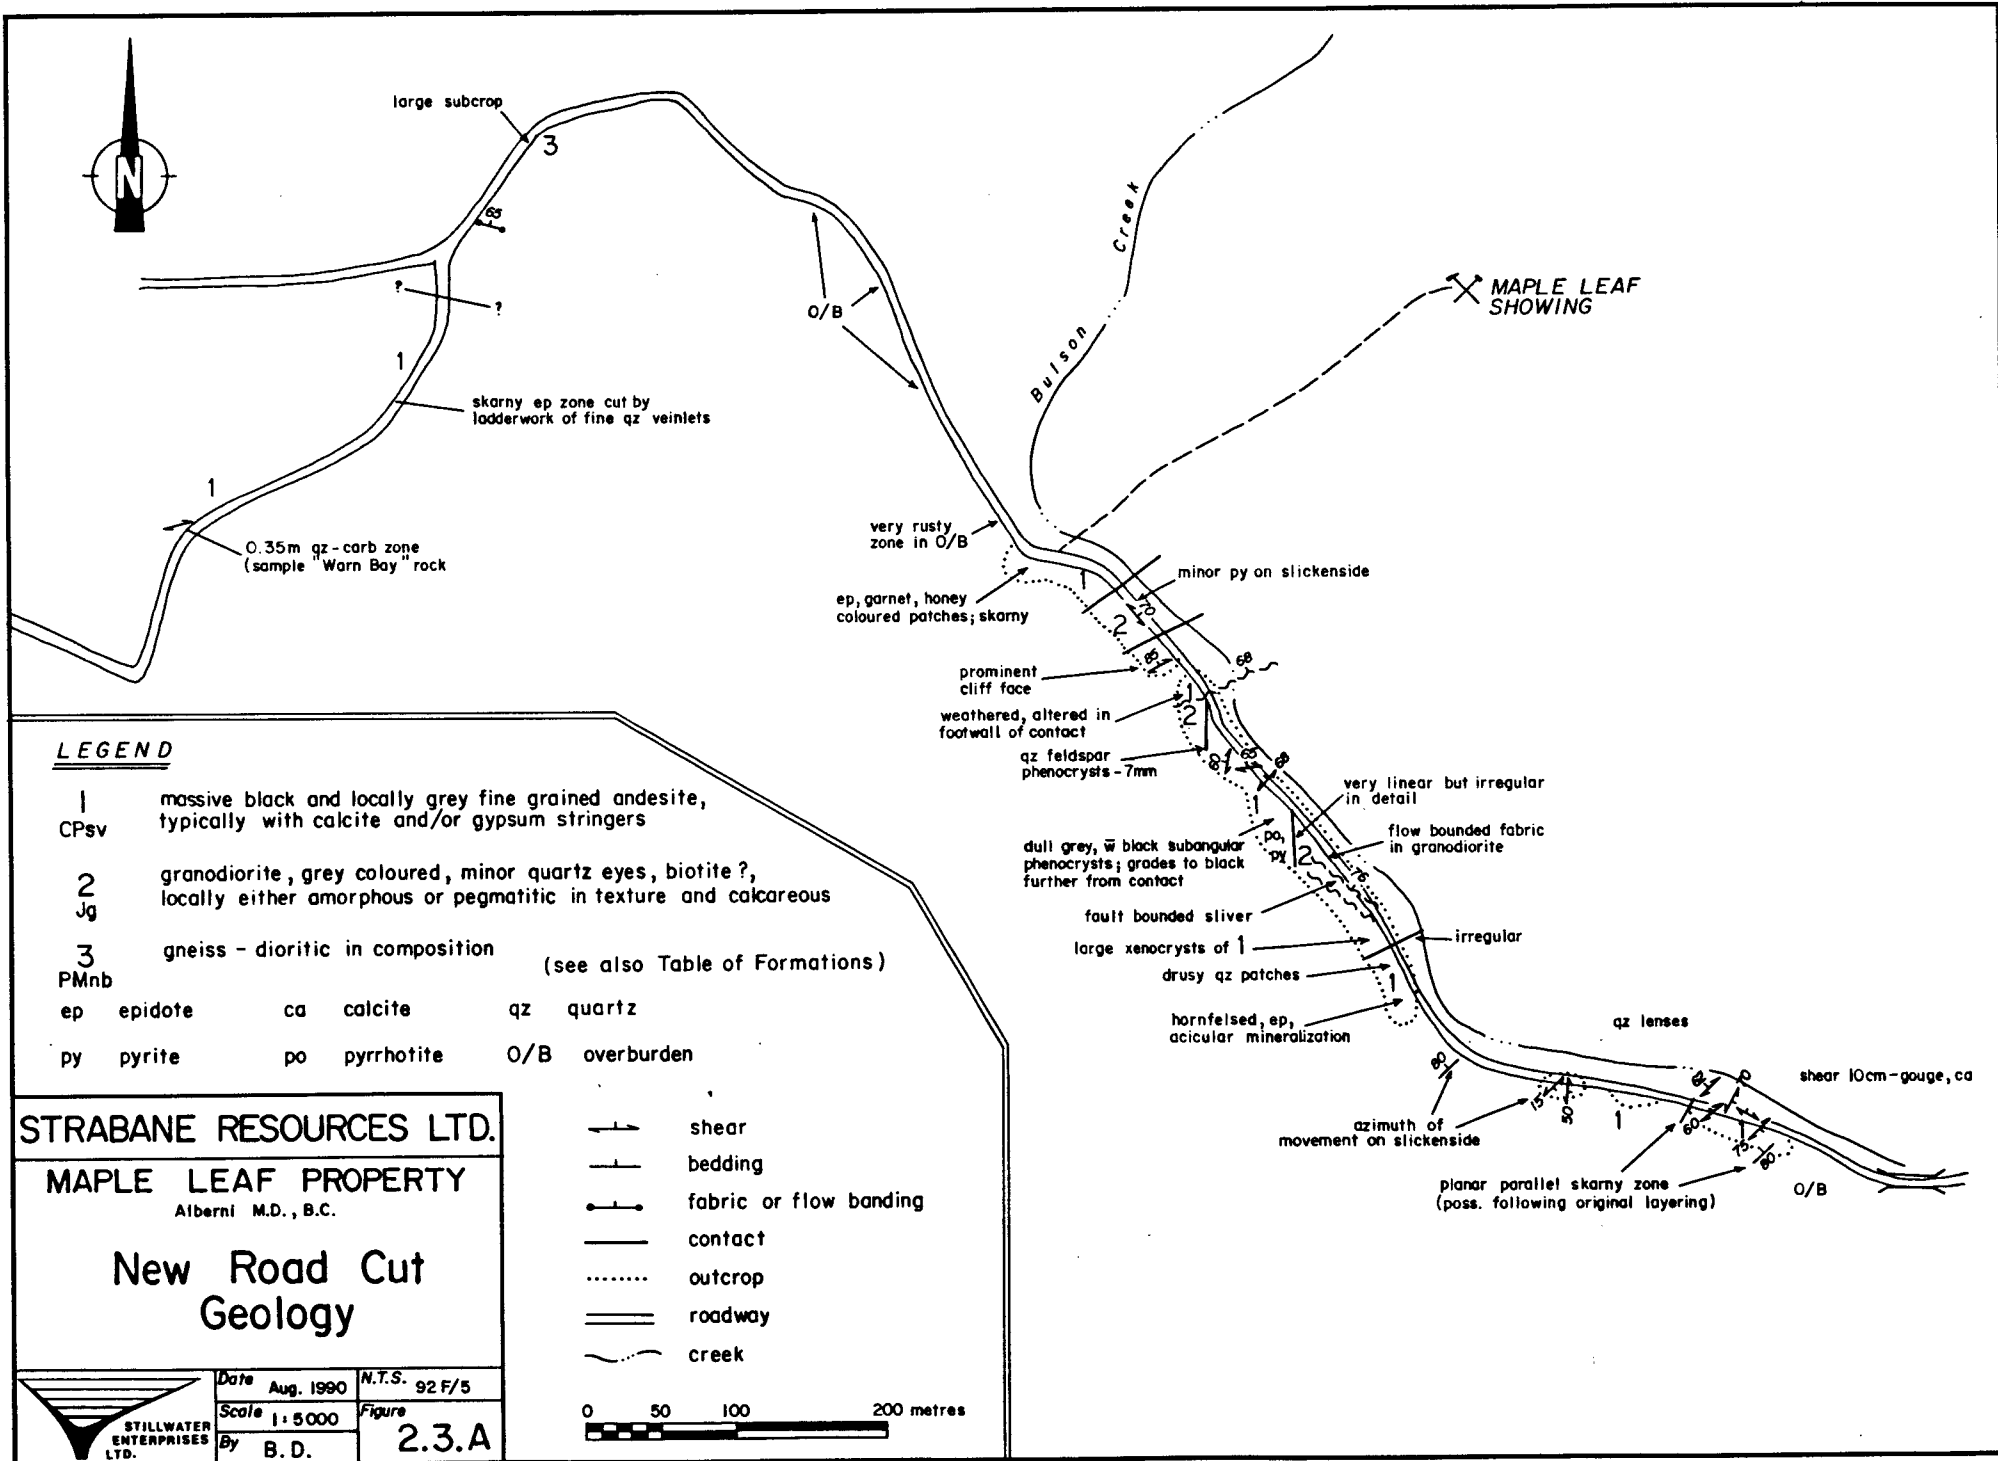 large subcrop
3
N
65
?
?
1
skarny ep zone cut by
ladderwork of fine qz veinlets
1
0.35m qz-carb zone
(sample "Warn Bay" rock
O/B
Bulson Creek
MAPLE LEAF
SHOWING
very rusty
zone in O/B
ep, garnet, honey
coloured patches; skarny
1
minor py on slickenside
70
2
85
68
prominent
cliff face
1
weathered, altered in
footwall of contact
2
qz feldspar
phenocrysts - 7mm
60
65
68
1
very linear but irregular
in detail
flow bounded fabric
in granodiorite
po,
py
2
dull grey, w̅ black subangular
phenocrysts; grades to black
further from contact
76
fault bounded sliver
large xenocrysts of 1
irregular
drusy qz patches
1
hornfelsed, ep,
acicular mineralization
qz lenses
80
shear 10cm-gouge, ca
15
50
1
70
60
1
75
80
azimuth of
movement on slickenside
planar parallel skarny zone
(poss. following original layering)
O/B
LEGEND
1
CPsv
massive black and locally grey fine grained andesite,
typically with calcite and/or gypsum stringers
2
Jg
granodiorite, grey coloured, minor quartz eyes, biotite ?,
locally either amorphous or pegmatitic in texture and calcareous
3
PMnb
gneiss - dioritic in composition
(see also Table of Formations)
ep epidote ca calcite qz quartz
py pyrite po pyrrhotite O/B overburden
shear
bedding
fabric or flow banding
contact
outcrop
roadway
creek
0 50 100 200 metres
STRABANE RESOURCES LTD.
MAPLE LEAF PROPERTY
Alberni M.D., B.C.
New Road Cut
Geology
STILLWATER
ENTERPRISES
LTD.
Date Aug. 1990
N.T.S. 92 F/5
Scale 1:5000
Figure 2.3.A
By B.D.